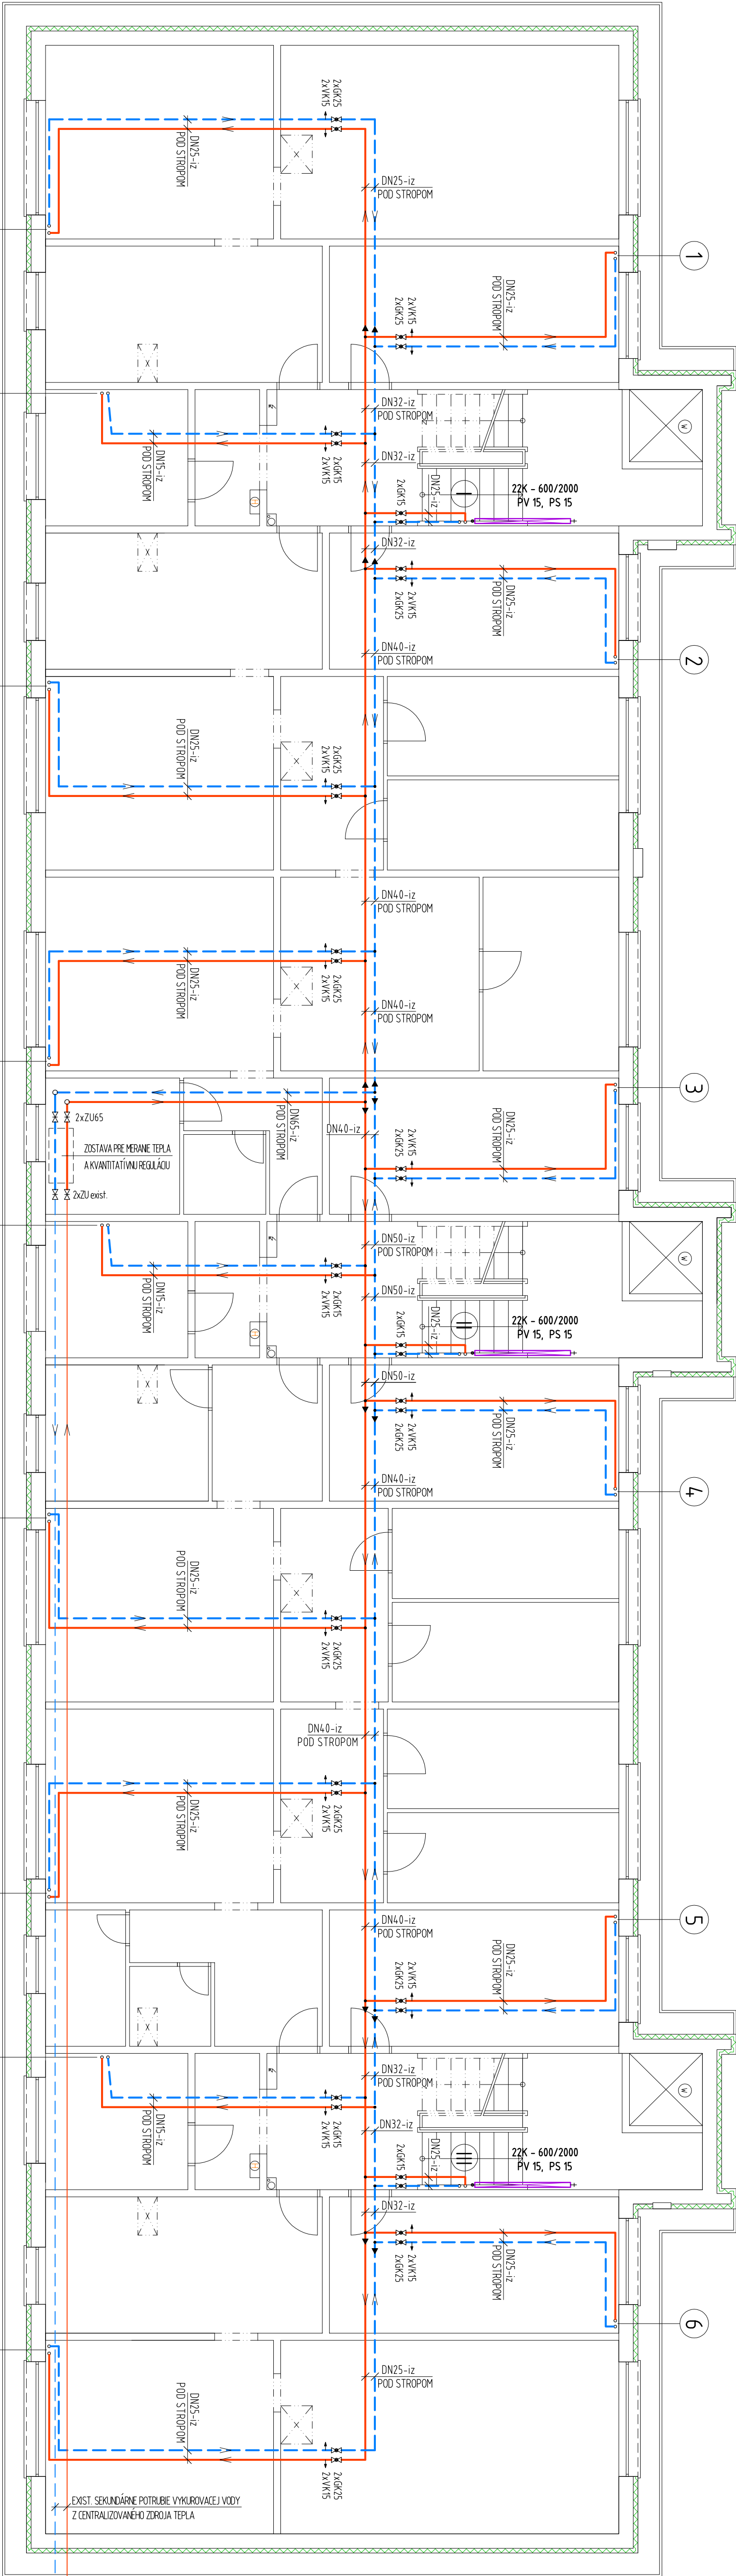 2xGK25
2xVK15
DN25-iz
POD STROPOM
DN25-iz
POD STROPOM
1
DN25-iz
POD STROPOM
2xVK15
2xGK25
DN32-iz
POD STROPOM
W
2xGK15
2xVK15
DN15-iz
POD STROPOM
DN32-iz
DN25-iz
2xGK15
I
22K - 600/2000
PV 15, PS 15
DN32-iz
POD STROPOM
2xVK15
2xGK25
DN25-iz
POD STROPOM
2
DN40-iz
POD STROPOM
DN25-iz
POD STROPOM
2xGK25
2xVK15
DN40-iz
POD STROPOM
2xGK25
2xVK15
DN25-iz
POD STROPOM
DN40-iz
POD STROPOM
3
2xZU65
DN65-iz
POD STROPOM
DN40-iz
2xVK15
2xGK25
DN25-iz
POD STROPOM
ZOSTAVA PRE MERANIE TEPLA
A KVANTITATÍVNU REGULÁCIU
2xZU exist.
DN50-iz
POD STROPOM
W
2xGK15
2xVK15
DN15-iz
POD STROPOM
DN50-iz
DN25-iz
2xGK15
II
22K - 600/2000
PV 15, PS 15
DN50-iz
2xVK15
2xGK25
DN25-iz
POD STROPOM
4
DN40-iz
POD STROPOM
DN25-iz
POD STROPOM
2xGK25
2xVK15
DN40-iz
POD STROPOM
2xGK25
2xVK15
DN25-iz
POD STROPOM
5
DN40-iz
POD STROPOM
2xVK15
2xGK25
DN25-iz
POD STROPOM
DN32-iz
POD STROPOM
W
2xGK15
2xVK15
DN15-iz
POD STROPOM
DN32-iz
DN25-iz
2xGK15
III
22K - 600/2000
PV 15, PS 15
DN32-iz
POD STROPOM
2xVK15
2xGK25
DN25-iz
POD STROPOM
6
DN25-iz
POD STROPOM
DN25-iz
POD STROPOM
2xGK25
2xVK15
EXIST. SEKUNDÁRNE POTRUBIE VYKUROVACEJ VODY
Z CENTRALIZOVANÉHO ZDROJA TEPLA